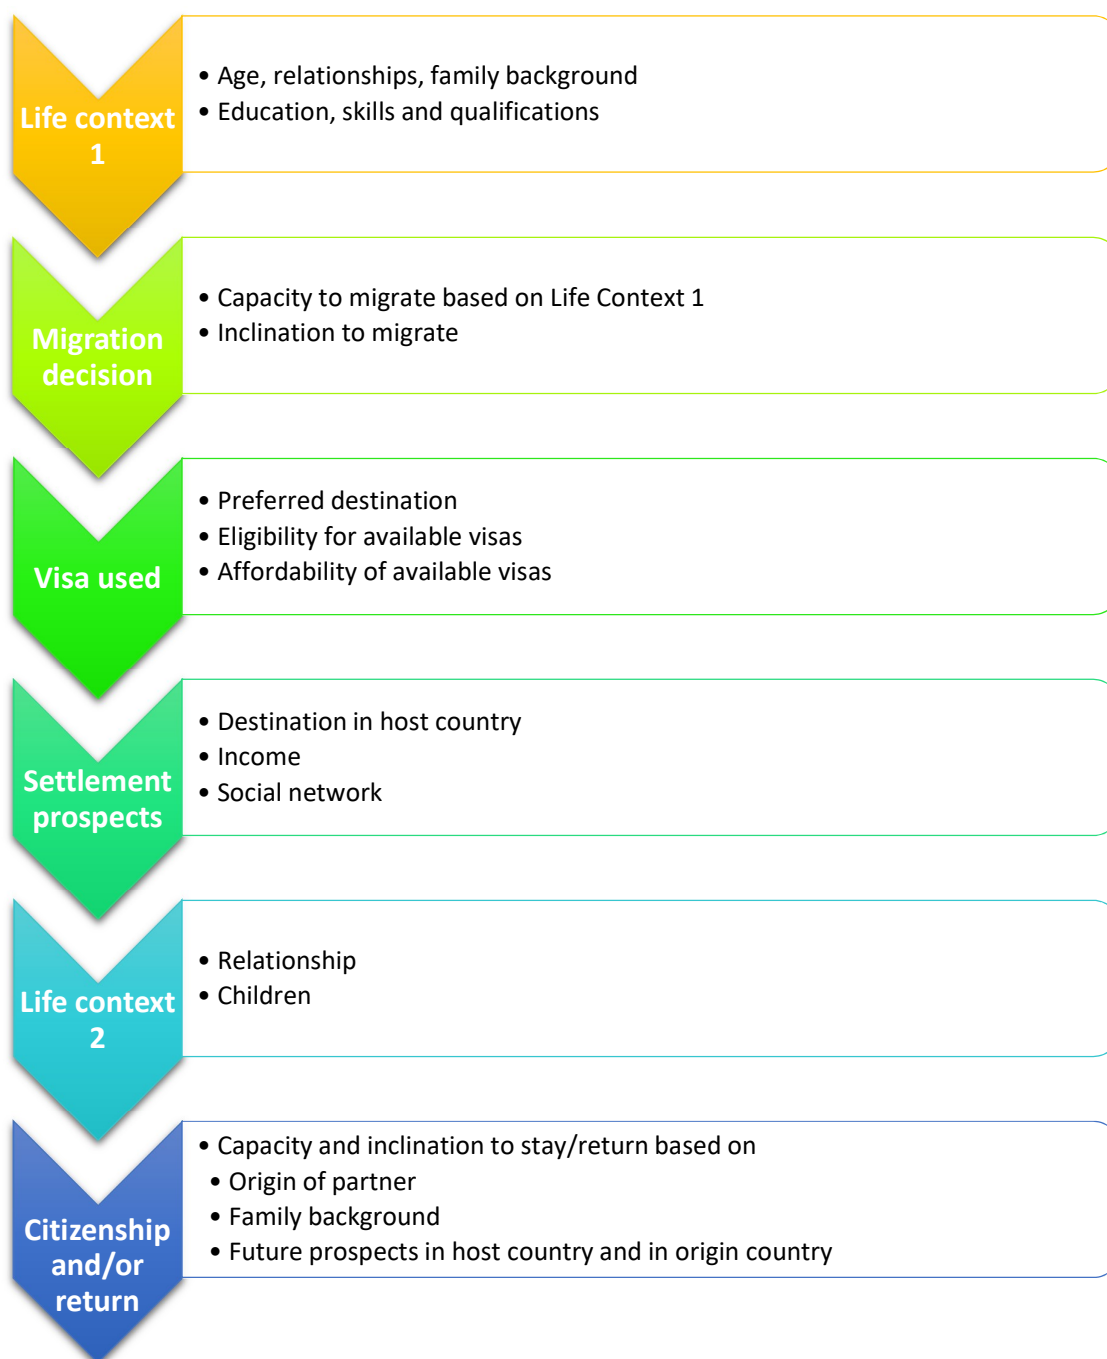 Life context
1
• Age, relationships, family background
• Education, skills and qualifications
Migration
decision
• Capacity to migrate based on Life Context 1
• Inclination to migrate
Visa used
• Preferred destination
• Eligibility for available visas
• Affordability of available visas
Settlement
prospects
• Destination in host country
• Income
• Social network
Life context
2
• Relationship
• Children
Citizenship
and/or
return
• Capacity and inclination to stay/return based on
• Origin of partner
• Family background
• Future prospects in host country and in origin country